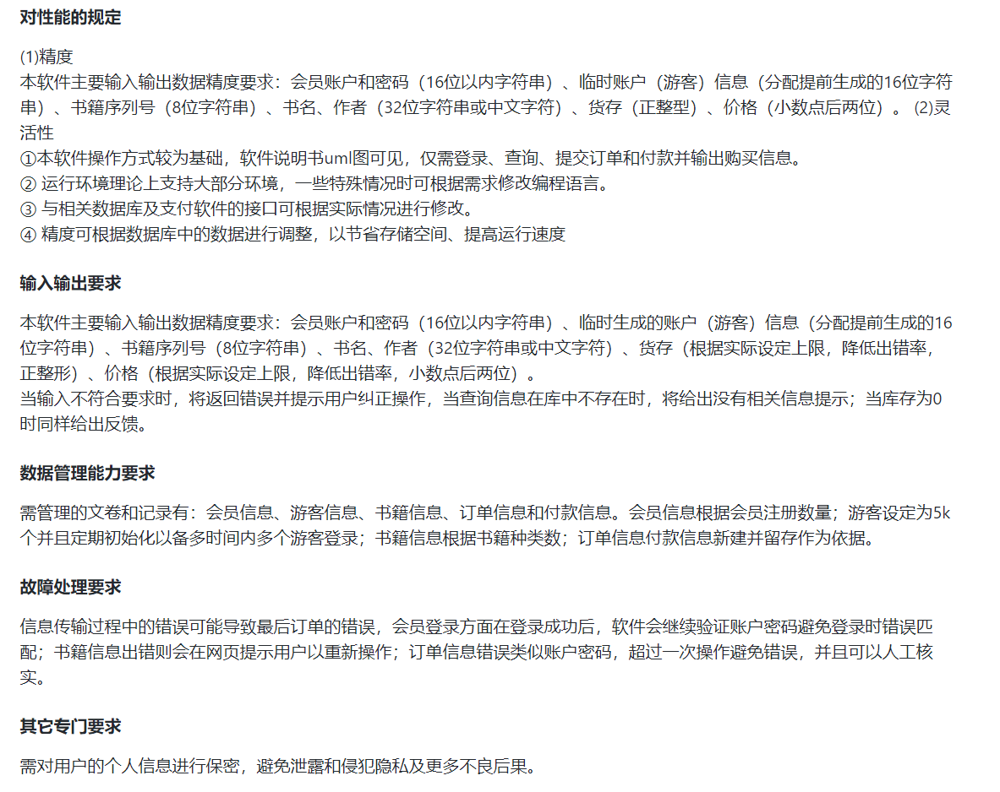 对性能的规定
(1)精度
本软件主要输入输出数据精度要求：会员账户和密码（16位以内字符串）、临时账户（游客）信息（分配提前生成的16位字符
串）、书籍序列号（8位字符串）、书名、作者（32位字符串或中文字符）、货存（正整型）、价格（小数点后两位）。 (2)灵
活性
①本软件操作方式较为基础，软件说明书uml图可见，仅需登录、查询、提交订单和付款并输出购买信息。
② 运行环境理论上支持大部分环境，一些特殊情况时可根据需求修改编程语言。
③ 与相关数据库及支付软件的接口可根据实际情况进行修改。
④ 精度可根据数据库中的数据进行调整，以节省存储空间、提高运行速度
输入输出要求
本软件主要输入输出数据精度要求：会员账户和密码（16位以内字符串）、临时生成的账户（游客）信息（分配提前生成的16
位字符串）、书籍序列号（8位字符串）、书名、作者（32位字符串或中文字符）、货存（根据实际设定上限，降低出错率，
正整形）、价格（根据实际设定上限，降低出错率，小数点后两位）。
当输入不符合要求时，将返回错误并提示用户纠正操作，当查询信息在库中不存在时，将给出没有相关信息提示；当库存为0
时同样给出反馈。
数据管理能力要求
需管理的文卷和记录有：会员信息、游客信息、书籍信息、订单信息和付款信息。会员信息根据会员注册数量；游客设定为5k
个并且定期初始化以备多时间内多个游客登录；书籍信息根据书籍种类数；订单信息付款信息新建并留存作为依据。
故障处理要求
信息传输过程中的错误可能导致最后订单的错误，会员登录方面在登录成功后，软件会继续验证账户密码避免登录时错误匹
配；书籍信息出错则会在网页提示用户以重新操作；订单信息错误类似账户密码，超过一次操作避免错误，并且可以人工核
实。
其它专门要求
需对用户的个人信息进行保密，避免泄露和侵犯隐私及更多不良后果。